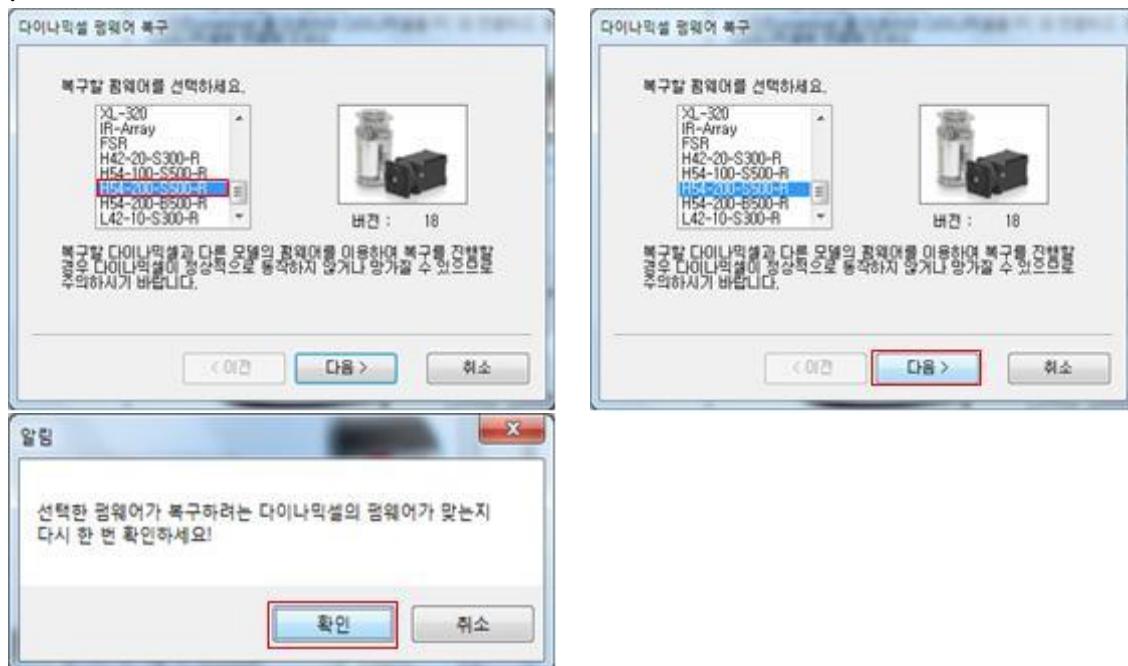 다이나믹셀 펌웨어 복구
복구할 펌웨어를 선택하세요.
XL-320
IR-Array
FSR
H42-20-S300-R
H54-100-S500-R
H54-200-S500-R
H54-200-B500-R
L42-10-S300-R
버전 : 18
복구할 다이나믹셀과 다른 모델의 펌웨어를 이용하여 복구를 진행할
경우 다이나믹셀이 정상적으로 동작하지 않거나 망가질 수 있으므로
주의하시기 바랍니다.
< 이전 다음 > 취소
다이나믹셀 펌웨어 복구
복구할 펌웨어를 선택하세요.
XL-320
IR-Array
FSR
H42-20-S300-R
H54-100-S500-R
H54-200-S500-R
H54-200-B500-R
L42-10-S300-R
버전 : 18
복구할 다이나믹셀과 다른 모델의 펌웨어를 이용하여 복구를 진행할
경우 다이나믹셀이 정상적으로 동작하지 않거나 망가질 수 있으므로
주의하시기 바랍니다.
< 이전 다음 > 취소
알림
선택한 펌웨어가 복구하려는 다이나믹셀의 펌웨어가 맞는지
다시 한 번 확인하세요!
확인 취소